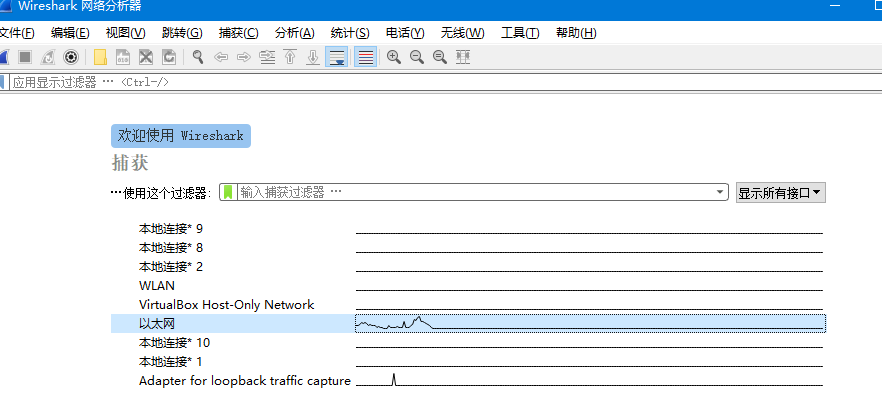 Wireshark 网络分析器
文件(F) 编辑(E) 视图(V) 跳转(G) 捕获(C) 分析(A) 统计(S) 电话(Y) 无线(W) 工具(T) 帮助(H)
应用显示过滤器 … <Ctrl-/>
欢迎使用 Wireshark
捕获
…使用这个过滤器: 输入捕获过滤器 … 显示所有接口
本地连接* 9
本地连接* 8
本地连接* 2
WLAN
VirtualBox Host-Only Network
以太网
本地连接* 10
本地连接* 1
Adapter for loopback traffic capture